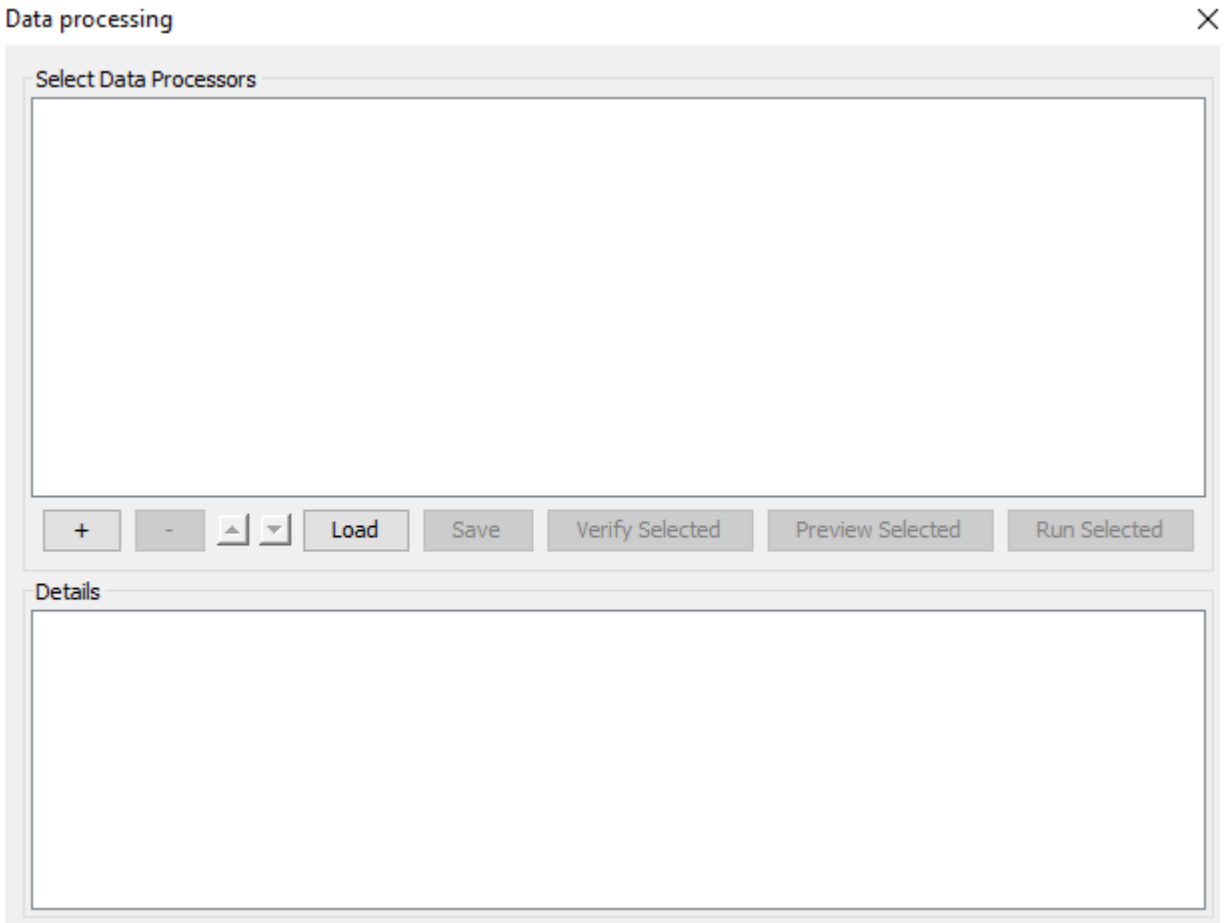 Data processing
Select Data Processors
+ - Load Save Verify Selected Preview Selected Run Selected
Details